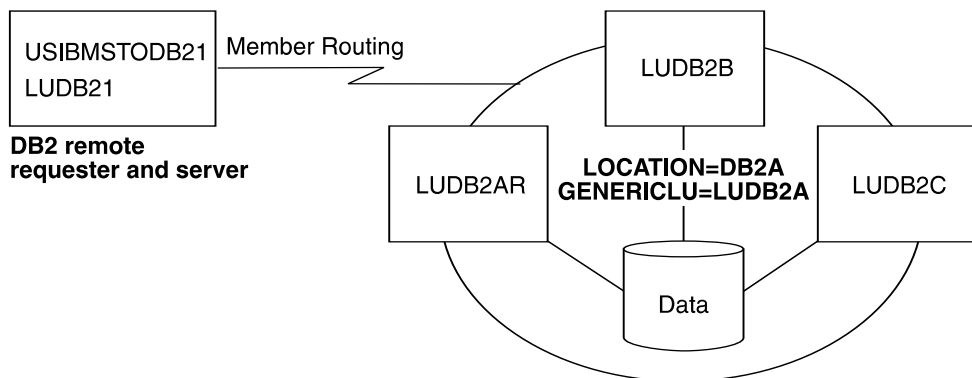 USIBMSTODB21
LUDB21
DB2 remote
requester and server
Member Routing
LUDB2B
LUDB2AR
LOCATION=DB2A
GENERICLU=LUDB2A
LUDB2C
Data